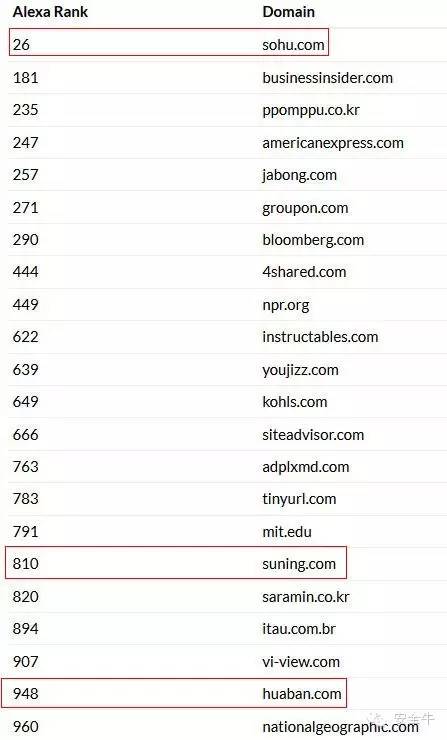 Alexa Rank Domain
26 sohu.com
181 businessinsider.com
235 ppomppu.co.kr
247 americanexpress.com
257 jabong.com
271 groupon.com
290 bloomberg.com
444 4shared.com
449 npr.org
622 instructables.com
639 youjizz.com
649 kohls.com
666 siteadvisor.com
763 adplxmd.com
783 tinyurl.com
791 mit.edu
810 suning.com
820 saramin.co.kr
894 itau.com.br
907 vi-view.com
948 huaban.com
960 nationalgeographic.com
安全牛